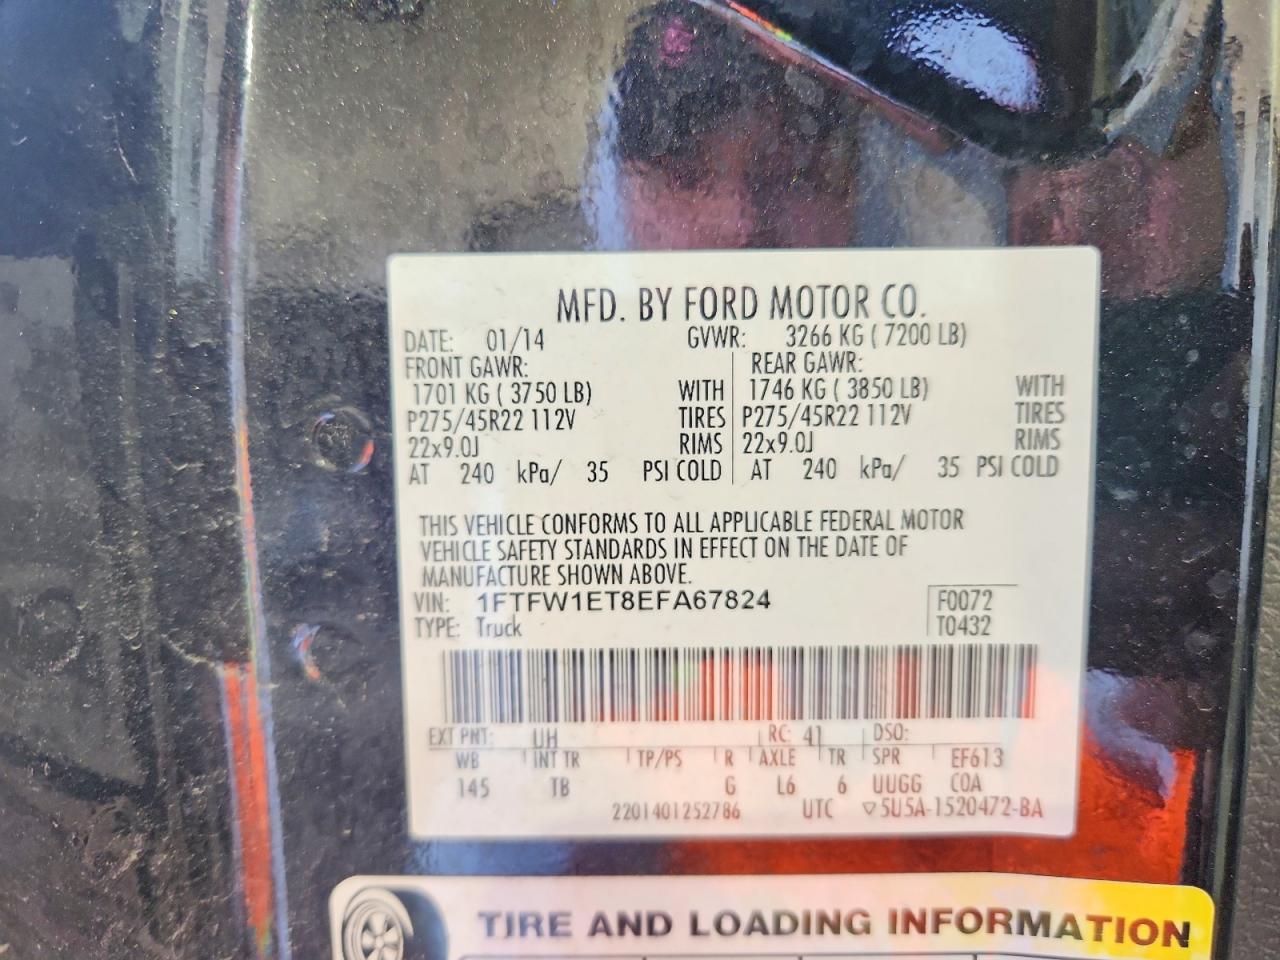 MFD. BY FORD MOTOR CO.
DATE: 01/14 GVWR: 3266 KG ( 7200 LB)
FRONT GAWR: REAR GAWR:
1701 KG ( 3750 LB) WITH 1746 KG ( 3850 LB) WITH
P275/45R22 112V TIRES P275/45R22 112V TIRES
22x9.0J RIMS 22x9.0J RIMS
AT 240 kPa/ 35 PSI COLD AT 240 kPa/ 35 PSI COLD
THIS VEHICLE CONFORMS TO ALL APPLICABLE FEDERAL MOTOR
VEHICLE SAFETY STANDARDS IN EFFECT ON THE DATE OF
MANUFACTURE SHOWN ABOVE.
VIN: 1FTFW1ET8EFA67824 F0072
TYPE: Truck T0432
EXT PNT: UH RC: 41 DSO:
WB INT TR TP/PS R AXLE TR SPR EF613
145 TB G L6 6 UUGG COA
2201401252786 UTC ▽5U5A-1520472-BA
TIRE AND LOADING INFORMATION